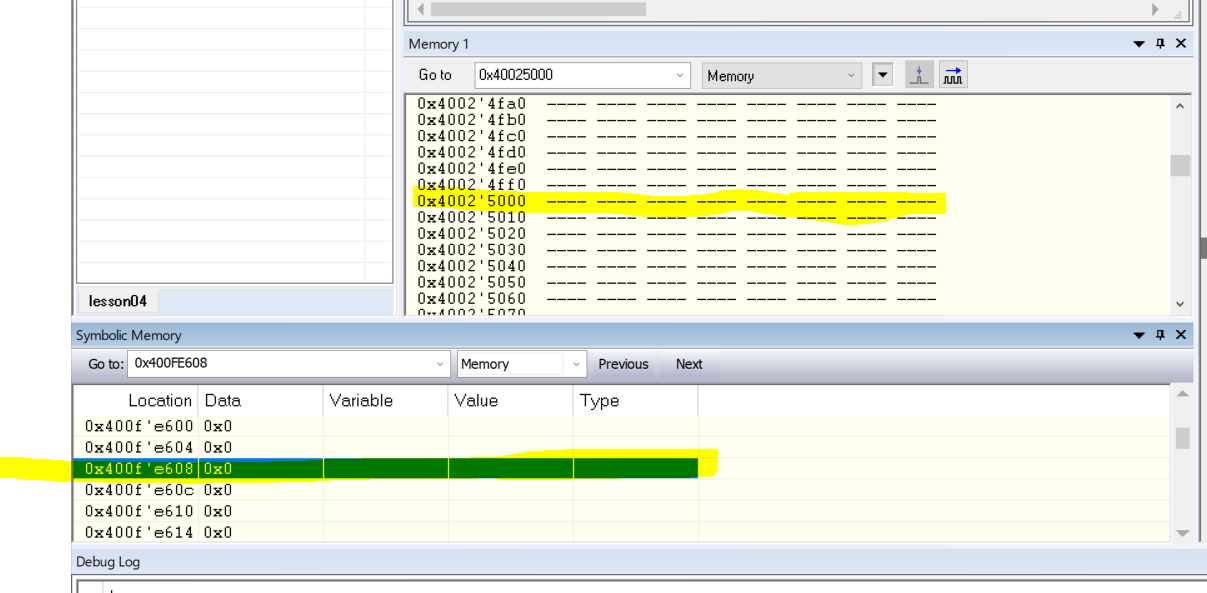 Memory 1
Go to 0x40025000 Memory
0x4002'4fa0 ---- ---- ---- ---- ---- ---- ---- ----
0x4002'4fb0 ---- ---- ---- ---- ---- ---- ---- ----
0x4002'4fc0 ---- ---- ---- ---- ---- ---- ---- ----
0x4002'4fd0 ---- ---- ---- ---- ---- ---- ---- ----
0x4002'4fe0 ---- ---- ---- ---- ---- ---- ---- ----
0x4002'4ff0 ---- ---- ---- ---- ---- ---- ---- ----
0x4002'5000 ---- ---- ---- ---- ---- ---- ---- ----
0x4002'5010 ---- ---- ---- ---- ---- ---- ---- ----
0x4002'5020 ---- ---- ---- ---- ---- ---- ---- ----
0x4002'5030 ---- ---- ---- ---- ---- ---- ---- ----
0x4002'5040 ---- ---- ---- ---- ---- ---- ---- ----
0x4002'5050 ---- ---- ---- ---- ---- ---- ---- ----
0x4002'5060 ---- ---- ---- ---- ---- ---- ---- ----
lesson04
Symbolic Memory
Go to: 0x400FE608 Memory Previous Next
Location Data Variable Value Type
0x400f'e600 0x0
0x400f'e604 0x0
0x400f'e608 0x0
0x400f'e60c 0x0
0x400f'e610 0x0
0x400f'e614 0x0
Debug Log